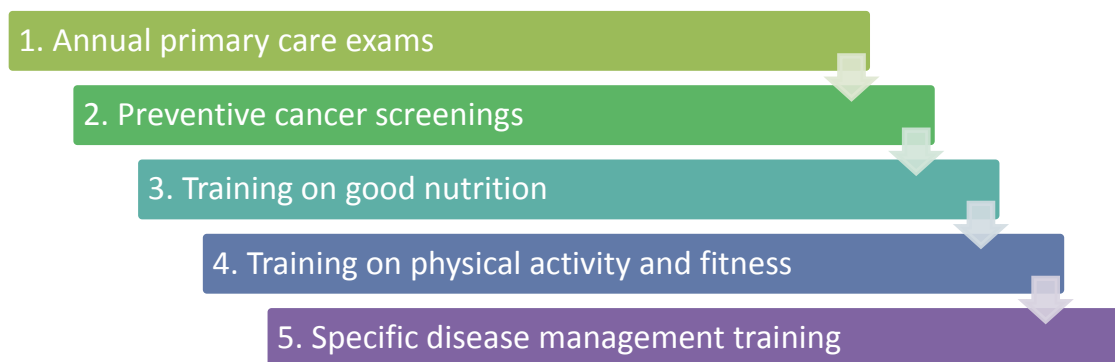 1. Annual primary care exams
2. Preventive cancer screenings
3. Training on good nutrition
4. Training on physical activity and fitness
5. Specific disease management training